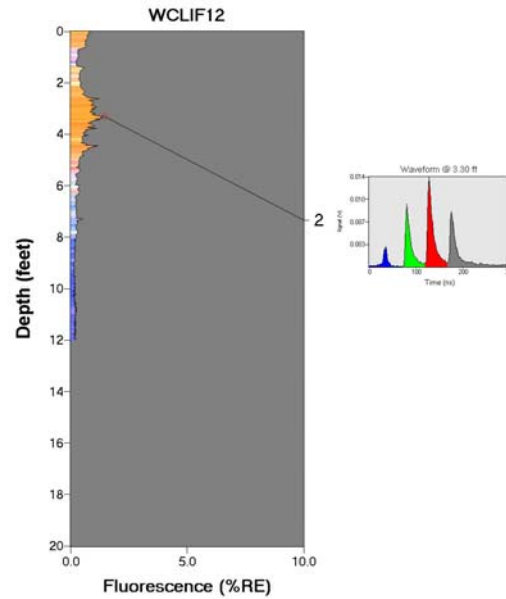 WCLIF12
0
2
4
6
8
10
12
14
16
18
20
Depth (feet)
0.0 5.0 10.0
Fluorescence (%RE)
2
Waveform @ 3.30 ft
0.014
0.010
0.007
0.003
Signal (V)
0 100 200
Time (ns)